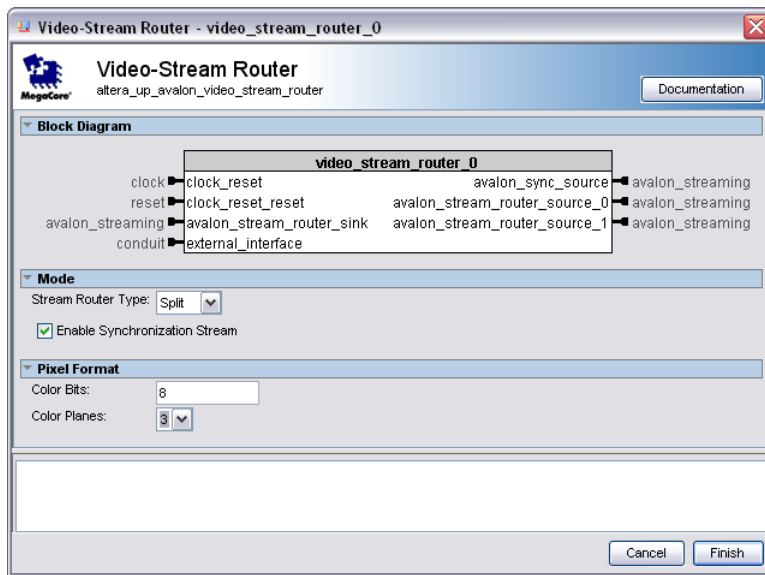 Video-Stream Router - video_stream_router_0
Video-Stream Router
altera_up_avalon_video_stream_router
MegaCore'
Documentation
Block Diagram
video_stream_router_0
clock clock_reset avalon_sync_source avalon_streaming
reset clock_reset_reset avalon_stream_router_source_0 avalon_streaming
avalon_streaming avalon_stream_router_sink avalon_stream_router_source_1 avalon_streaming
conduit external_interface
Mode
Stream Router Type: Split
Enable Synchronization Stream
Pixel Format
Color Bits: 8
Color Planes: 3
Cancel Finish